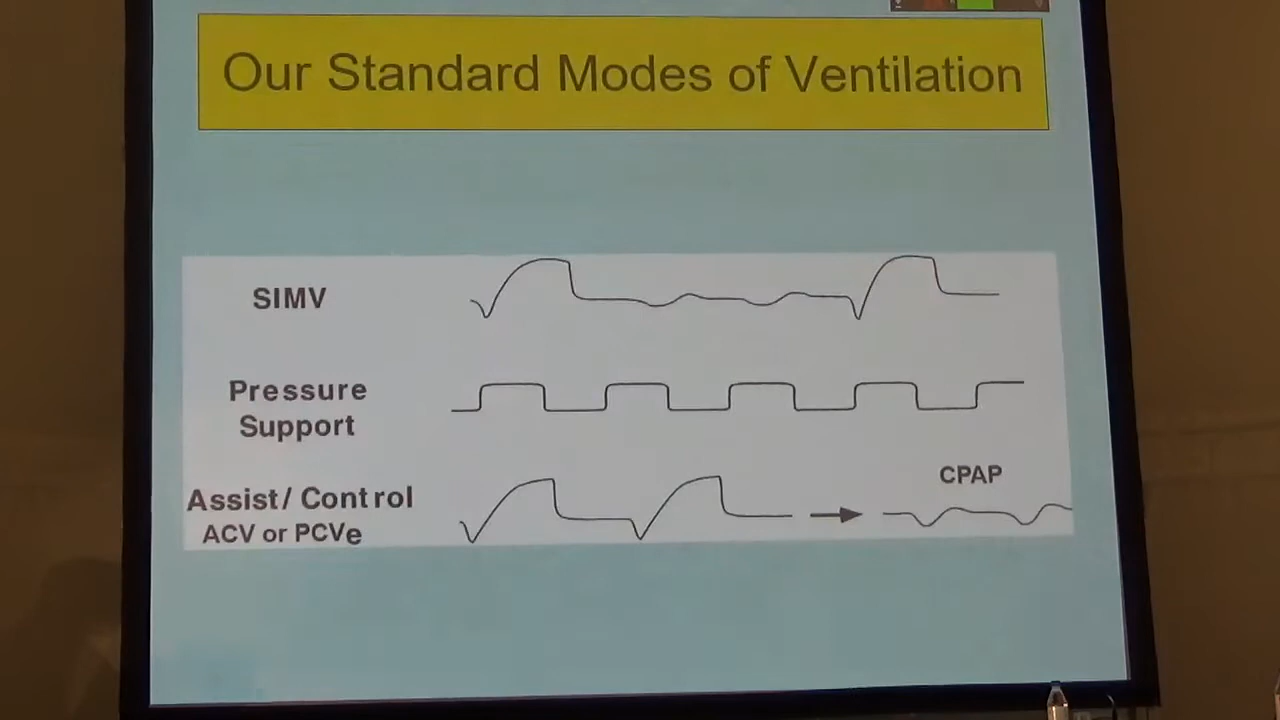 Our Standard Modes of Ventilation
SIMV
Pressure
Support
CPAP
Assist/ Control
ACV or PCVe